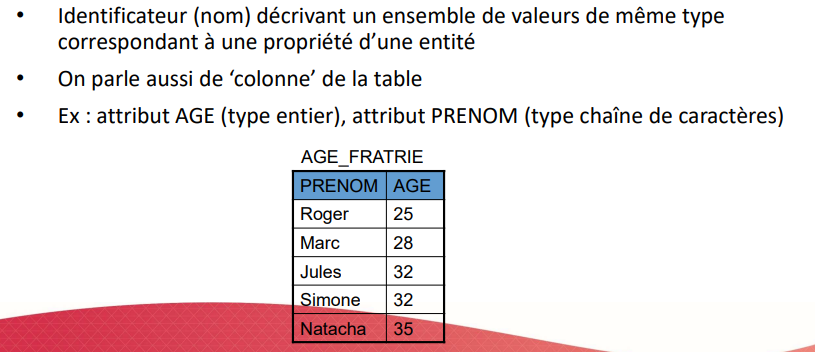 • Identificateur (nom) décrivant un ensemble de valeurs de même type
correspondant à une propriété d’une entité
• On parle aussi de ‘colonne’ de la table
• Ex : attribut AGE (type entier), attribut PRENOM (type chaîne de caractères)
AGE_FRATRIE
PRENOM AGE
Roger 25
Marc 28
Jules 32
Simone 32
Natacha 35